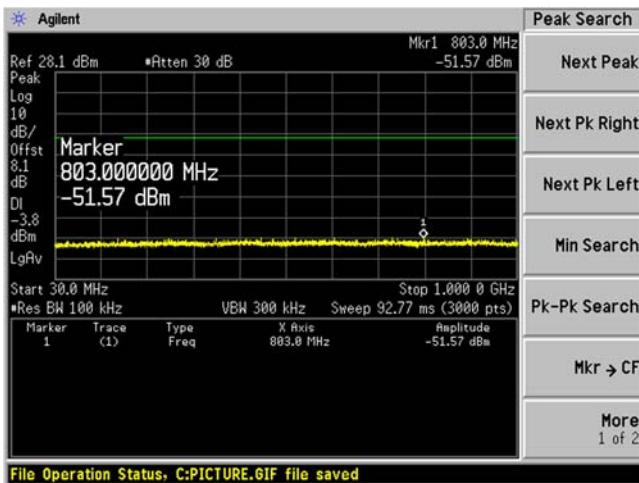 Agilent
Peak Search
Mkr1 803.0 MHz
Ref 28.1 dBm #Atten 30 dB -51.57 dBm
Peak
Log
10
dB/
Offst
8.1
dB
DI
-3.8
dBm
LgAv
Marker
803.000000 MHz
-51.57 dBm
1
Start 30.0 MHz Stop 1.000 0 GHz
#Res BW 100 kHz VBW 300 kHz Sweep 92.77 ms (3000 pts)
Marker Trace Type X Axis Amplitude
1 (1) Freq 803.0 MHz -51.57 dBm
Next Peak
Next Pk Right
Next Pk Left
Min Search
Pk-Pk Search
Mkr → CF
More
1 of 2
File Operation Status, C:PICTURE.GIF file saved